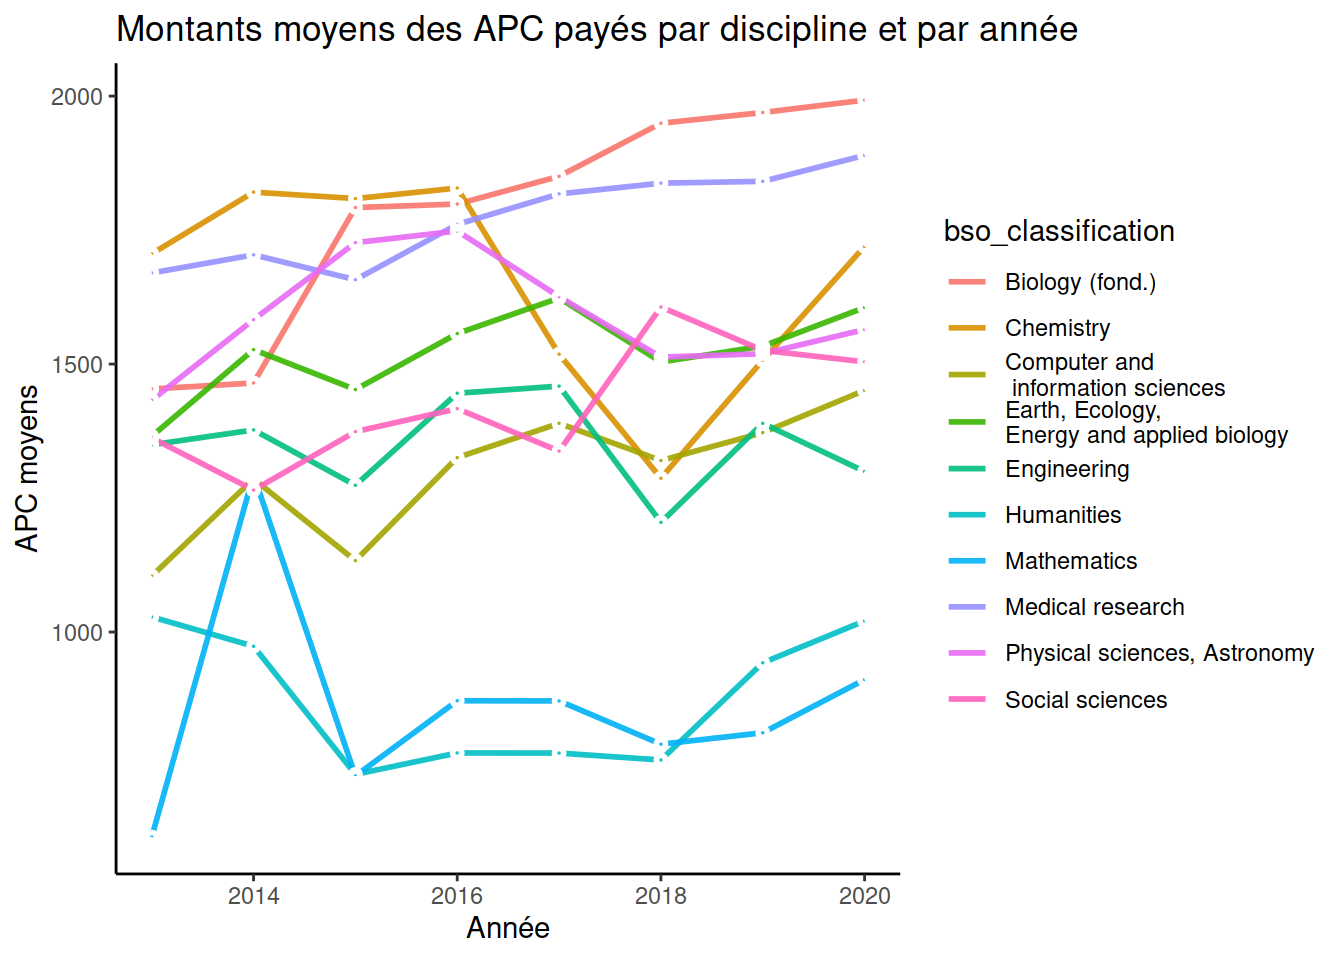 Montants moyens des APC payés par discipline et par année
2000
1500
1000
APC moyens
2014
2016
2018
2020
Année
bso_classification
Biology (fond.)
Chemistry
Computer and
information sciences
Earth, Ecology,
Energy and applied biology
Engineering
Humanities
Mathematics
Medical research
Physical sciences, Astronomy
Social sciences